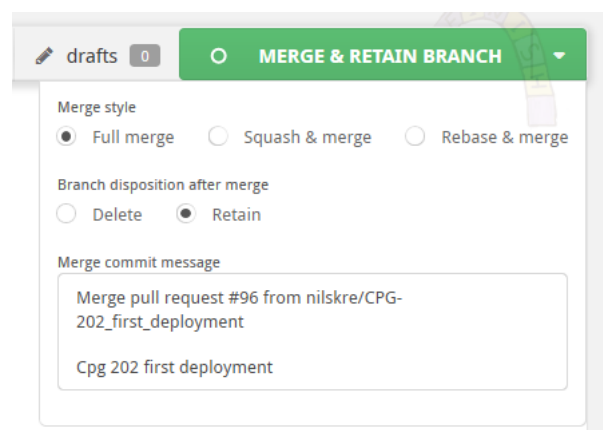 drafts 0 MERGE & RETAIN BRANCH
Merge style
Full merge Squash & merge Rebase & merge
Branch disposition after merge
Delete Retain
Merge commit message
Merge pull request #96 from nilskre/CPG-
202_first_deployment
Cpg 202 first deployment